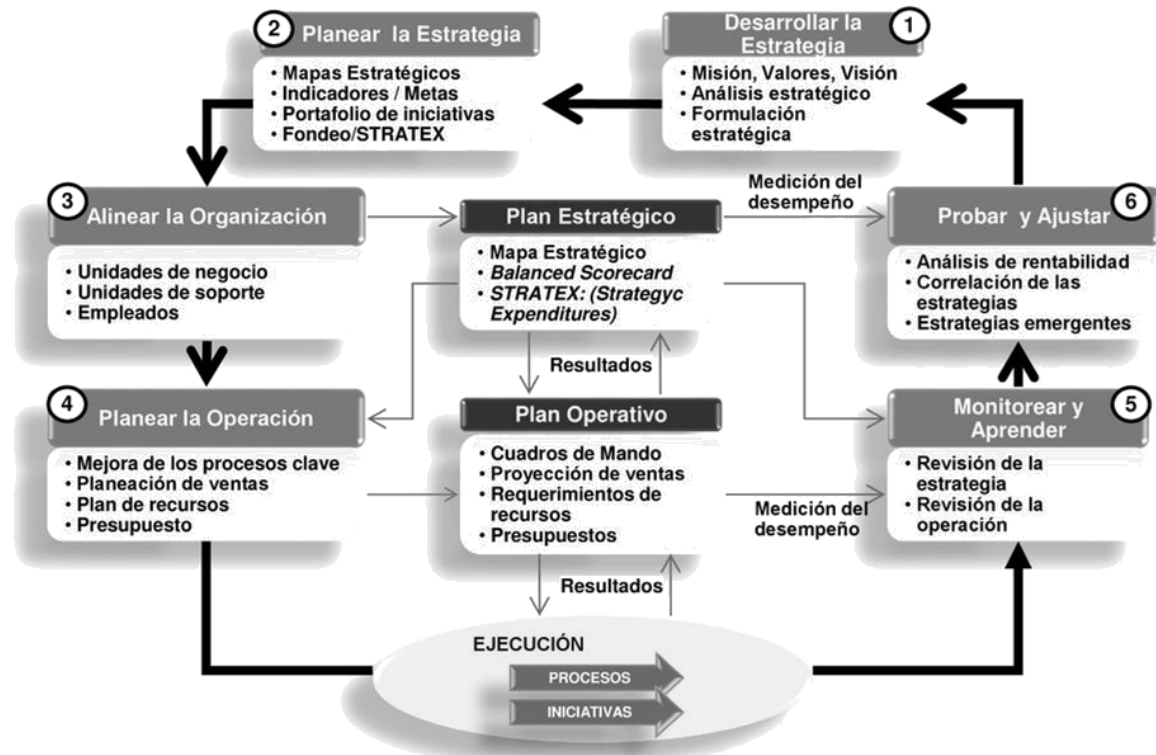 2
Planear la Estrategia
• Mapas Estratégicos
• Indicadores / Metas
• Portafolio de iniciativas
• Fondeo/STRATEX
1
Desarrollar la
Estrategia
• Misión, Valores, Visión
• Análisis estratégico
• Formulación
estratégica
3
Alinear la Organización
• Unidades de negocio
• Unidades de soporte
• Empleados
Plan Estratégico
• Mapa Estratégico
• Balanced Scorecard
• STRATEX: (Strategyc
Expenditures)
Medición del
desempeño
6
Probar y Ajustar
• Análisis de rentabilidad
• Correlación de las
estrategias
• Estrategias emergentes
Resultados
4
Planear la Operación
• Mejora de los procesos clave
• Planeación de ventas
• Plan de recursos
• Presupuesto
Plan Operativo
• Cuadros de Mando
• Proyección de ventas
• Requerimientos de
recursos
• Presupuestos
Medición del
desempeño
5
Monitorear y
Aprender
• Revisión de la
estrategia
• Revisión de la
operación
Resultados
EJECUCIÓN
PROCESOS
INICIATIVAS